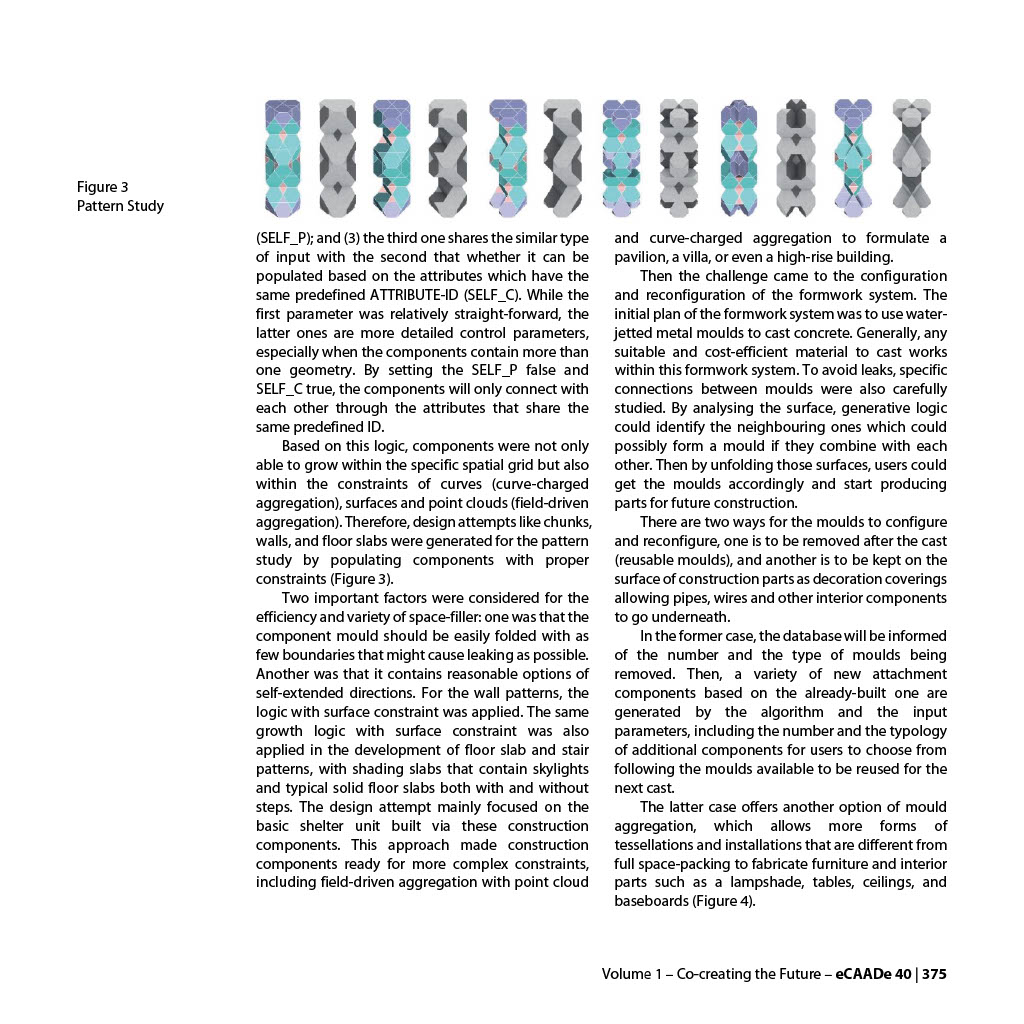 Figure 3
Pattern Study
(SELF_P); and (3) the third one shares the similar type
of input with the second that whether it can be
populated based on the attributes which have the
same predefined ATTRIBUTE-ID (SELF_C). While the
first parameter was relatively straight-forward, the
latter ones are more detailed control parameters,
especially when the components contain more than
one geometry. By setting the SELF_P false and
SELF_C true, the components will only connect with
each other through the attributes that share the
same predefined ID.
Based on this logic, components were not only
able to grow within the specific spatial grid but also
within the constraints of curves (curve-charged
aggregation), surfaces and point clouds (field-driven
aggregation). Therefore, design attempts like chunks,
walls, and floor slabs were generated for the pattern
study by populating components with proper
constraints (Figure 3).
Two important factors were considered for the
efficiency and variety of space-filler: one was that the
component mould should be easily folded with as
few boundaries that might cause leaking as possible.
Another was that it contains reasonable options of
self-extended directions. For the wall patterns, the
logic with surface constraint was applied. The same
growth logic with surface constraint was also
applied in the development of floor slab and stair
patterns, with shading slabs that contain skylights
and typical solid floor slabs both with and without
steps. The design attempt mainly focused on the
basic shelter unit built via these construction
components. This approach made construction
components ready for more complex constraints,
including field-driven aggregation with point cloud
and curve-charged aggregation to formulate a
pavilion, a villa, or even a high-rise building.
Then the challenge came to the configuration
and reconfiguration of the formwork system. The
initial plan of the formwork system was to use water-
jetted metal moulds to cast concrete. Generally, any
suitable and cost-efficient material to cast works
within this formwork system. To avoid leaks, specific
connections between moulds were also carefully
studied. By analysing the surface, generative logic
could identify the neighbouring ones which could
possibly form a mould if they combine with each
other. Then by unfolding those surfaces, users could
get the moulds accordingly and start producing
parts for future construction.
There are two ways for the moulds to configure
and reconfigure, one is to be removed after the cast
(reusable moulds), and another is to be kept on the
surface of construction parts as decoration coverings
allowing pipes, wires and other interior components
to go underneath.
In the former case, the database will be informed
of the number and the type of moulds being
removed. Then, a variety of new attachment
components based on the already-built one are
generated by the algorithm and the input
parameters, including the number and the typology
of additional components for users to choose from
following the moulds available to be reused for the
next cast.
The latter case offers another option of mould
aggregation, which allows more forms of
tessellations and installations that are different from
full space-packing to fabricate furniture and interior
parts such as a lampshade, tables, ceilings, and
baseboards (Figure 4).
Volume 1 – Co-creating the Future – eCAADe 40 | 375